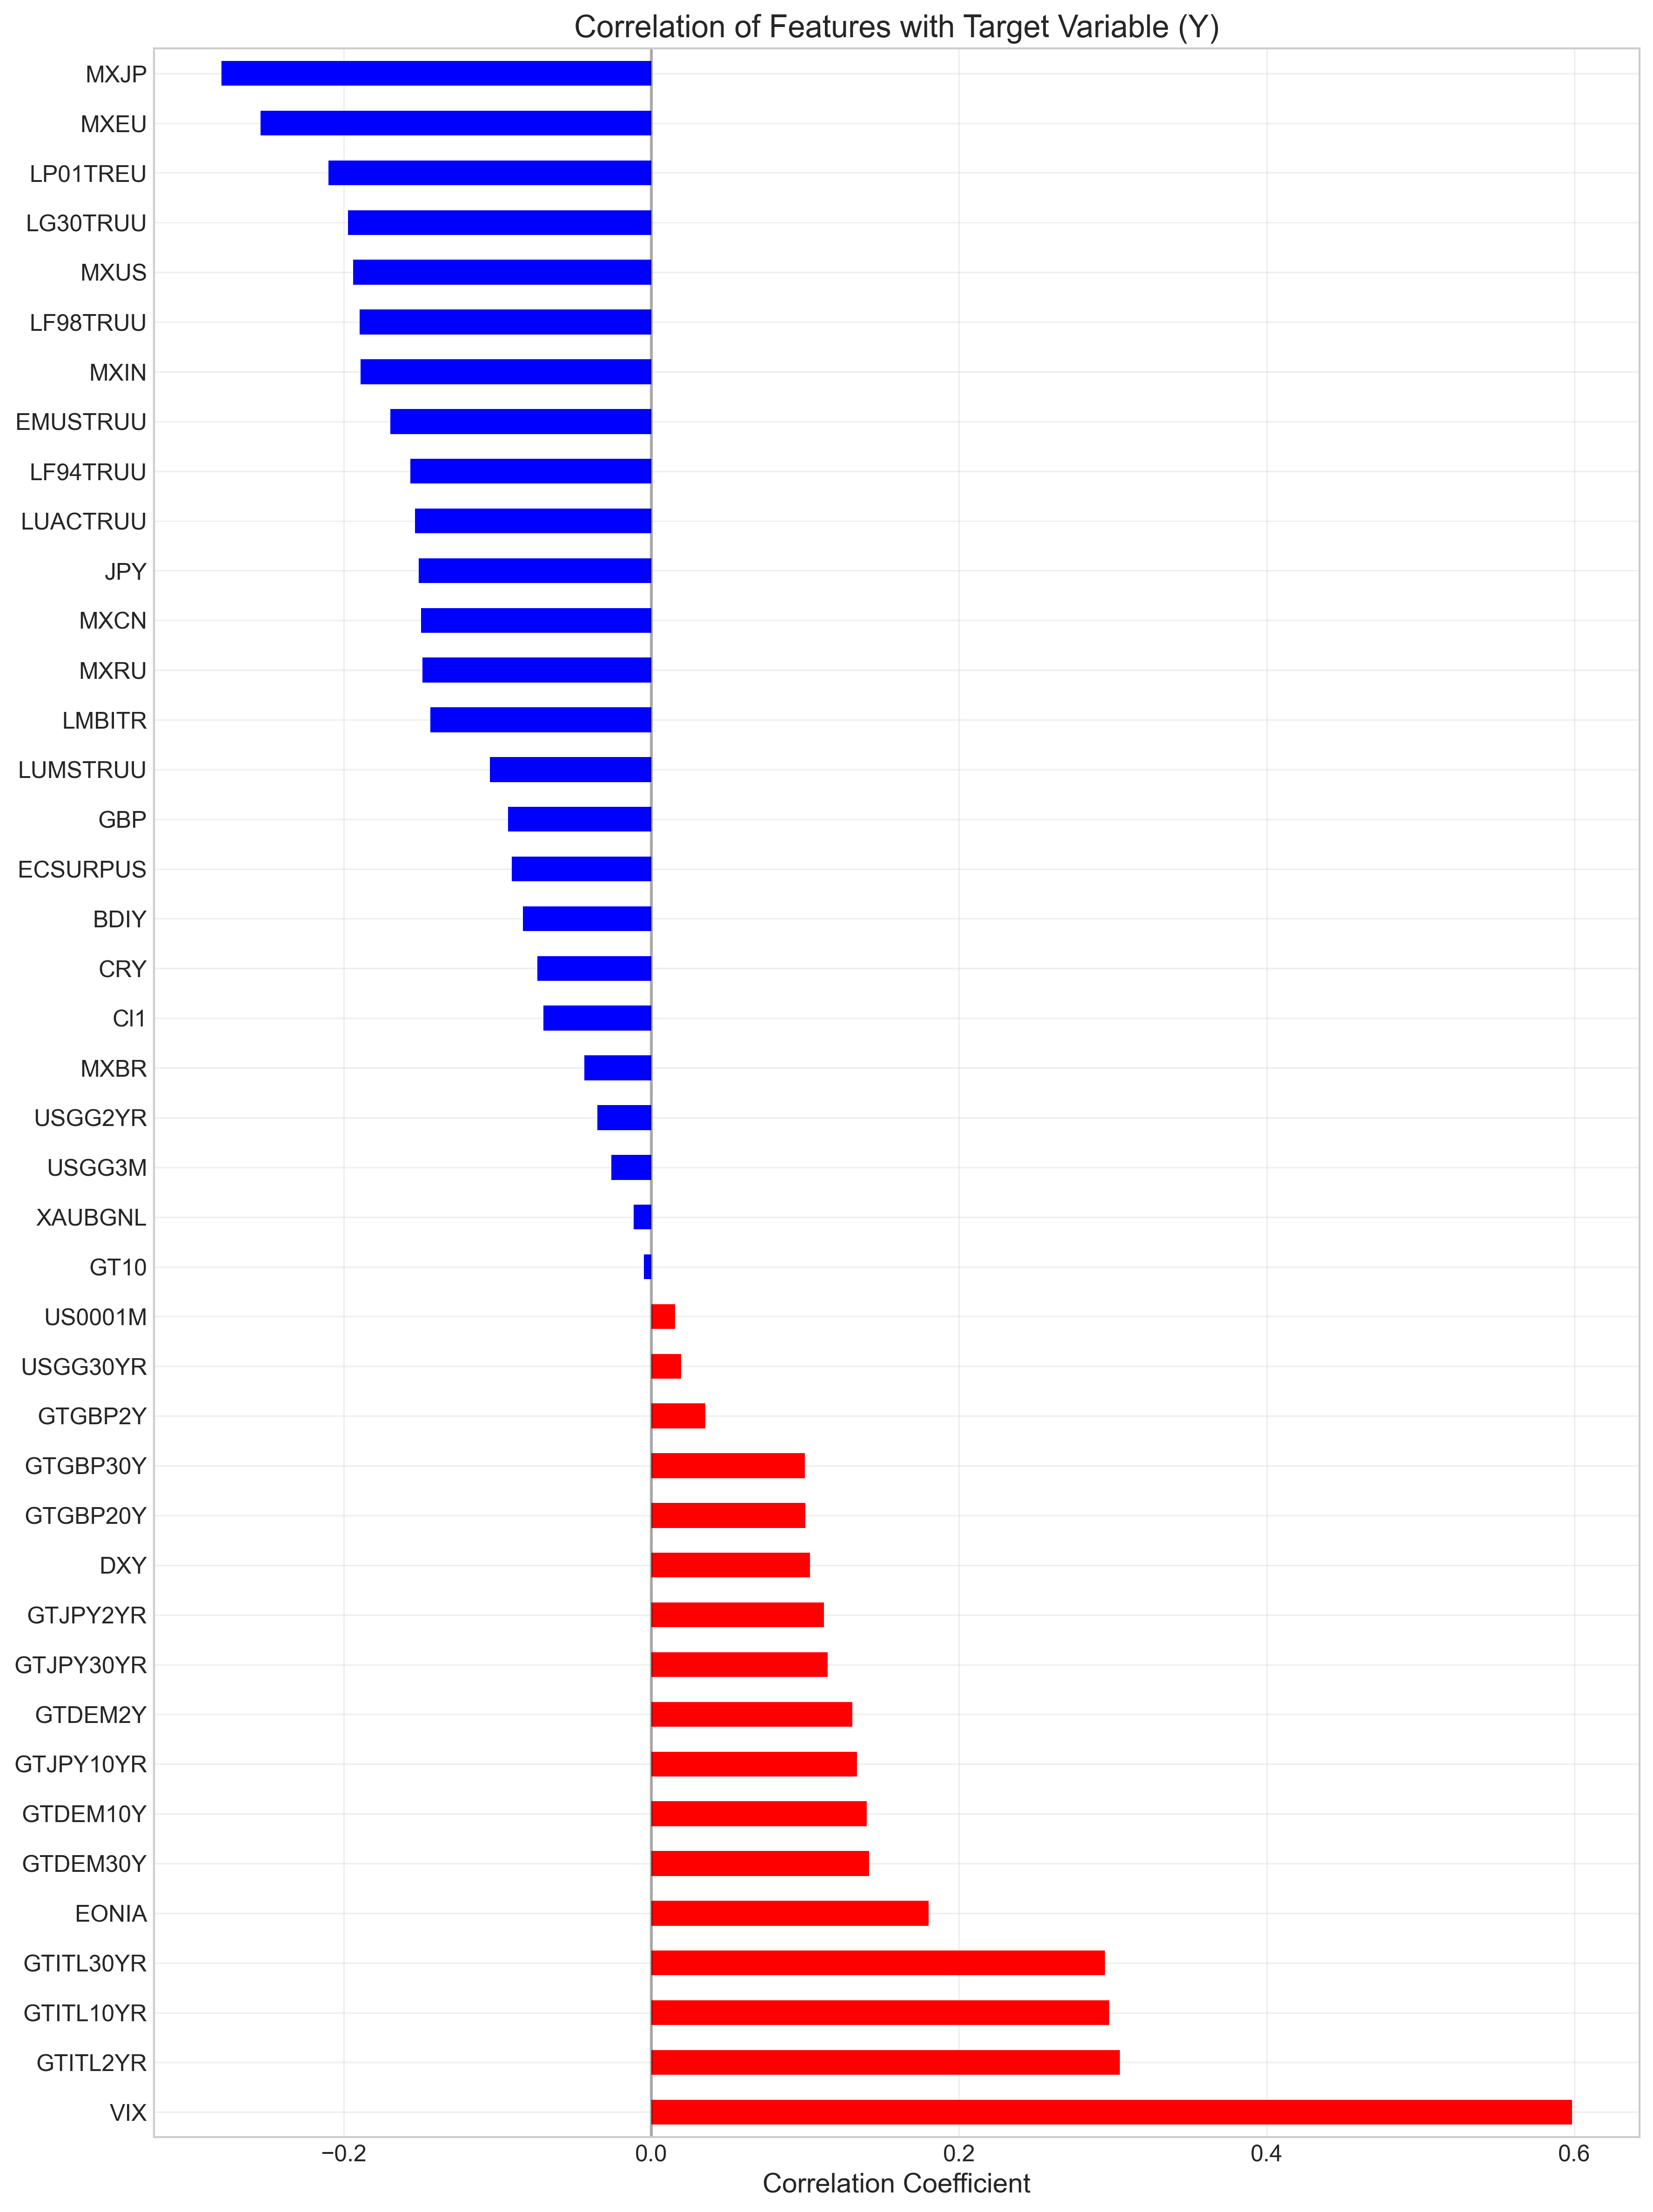 Correlation of Features with Target Variable (Y)
MXJP
MXEU
LP01TREU
LG30TRUU
MXUS
LF98TRUU
MXIN
EMUSTRUU
LF94TRUU
LUACTRUU
JPY
MXCN
MXRU
LMBITR
LUMSTRUU
GBP
ECSURPUS
BDIY
CRY
Cl1
MXBR
USGG2YR
USGG3M
XAUBGNL
GT10
US0001M
USGG30YR
GTGBP2Y
GTGBP30Y
GTGBP20Y
DXY
GTJPY2YR
GTJPY30YR
GTDEM2Y
GTJPY10YR
GTDEM10Y
GTDEM30Y
EONIA
GTITL30YR
GTITL10YR
GTITL2YR
VIX
−0.2 0.0 0.2 0.4 0.6
Correlation Coefficient